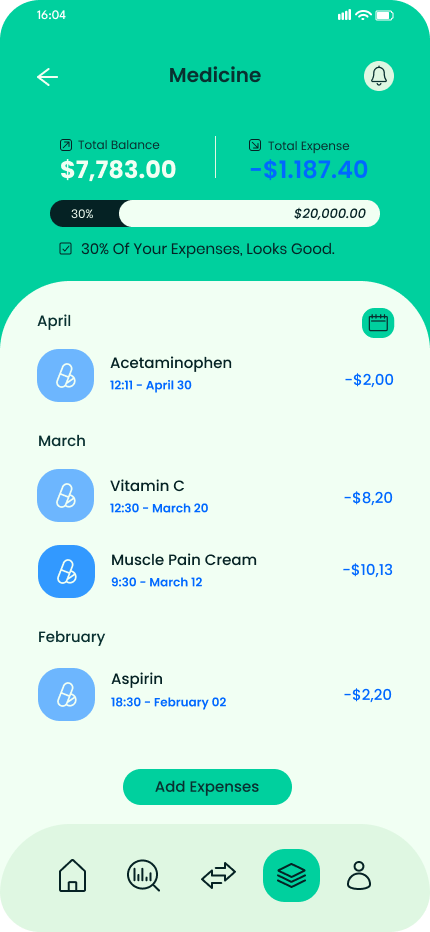 16:04
Medicine
Total Balance
Total Expense
$7,783.00
-$1.187.40
30%
$20,000.00
30% Of Your Expenses, Looks Good.
April
Acetaminophen
12:11 - April 30
-$2,00
March
Vitamin C
12:30 - March 20
-$8,20
Muscle Pain Cream
9:30 - March 12
-$10,13
February
Aspirin
18:30 - February 02
-$2,20
Add Expenses